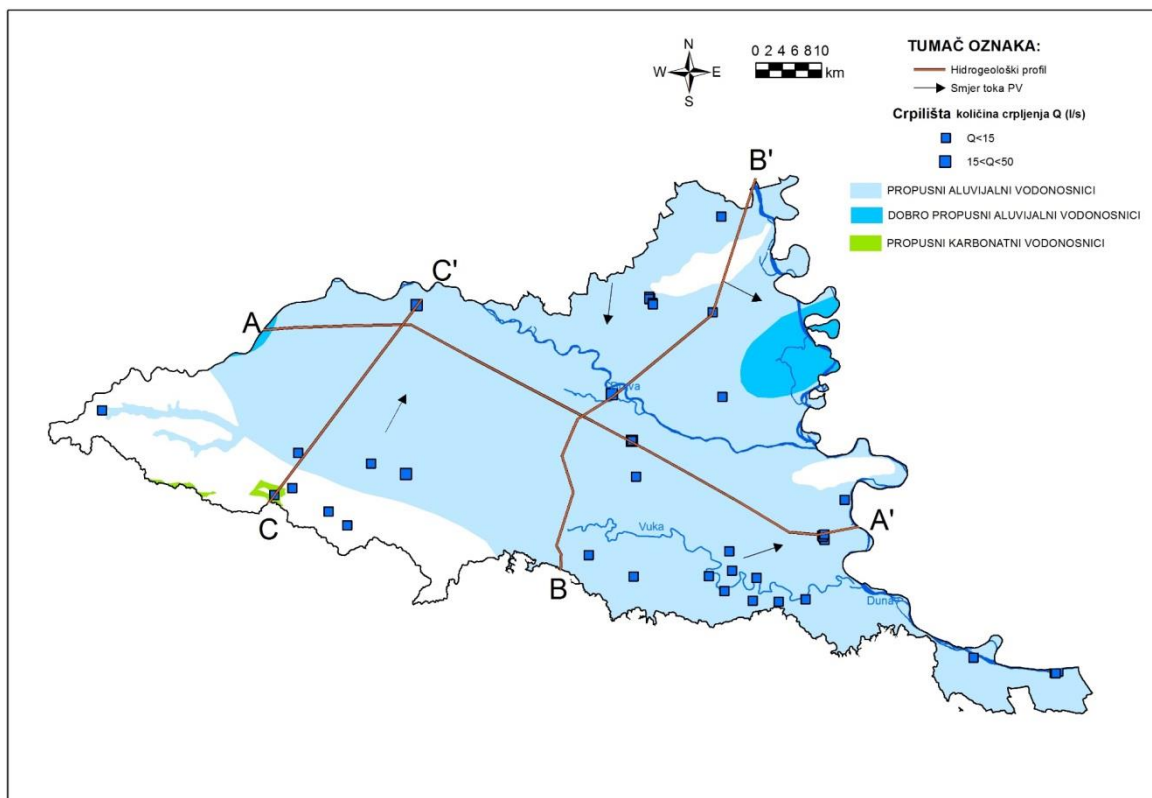 N
W E
S
0 2 4 6 8 10
km
TUMAČ OZNAKA:
Hidrogeološki profil
Smjer toka PV
Crpilišta količina crpljenja Q (l/s)
Q<15
15<Q<50
PROPUSNI ALUVIJALNI VODONOSNICI
DOBRO PROPUSNI ALUVIJALNI VODONOSNICI
PROPUSNI KARBONATNI VODONOSNICI
B'
C'
A
C
Vuka
A'
B